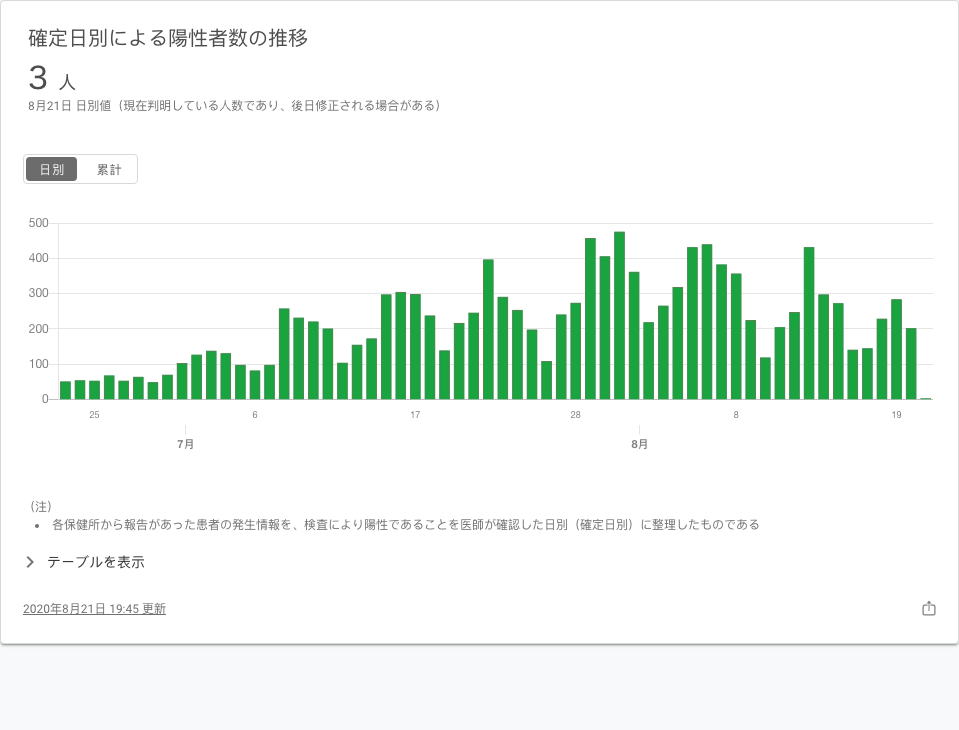 確定日別による陽性者数の推移
3 人
8月21日 日別値（現在判明している人数であり、後日修正される場合がある）
日別 累計
500
400
300
200
100
0
25 6 17 28 8 19
7月 8月
（注）
• 各保健所から報告があった患者の発生情報を、検査により陽性であることを医師が確認した日別（確定日別）に整理したものである
テーブルを表示
2020年8月21日 19:45 更新